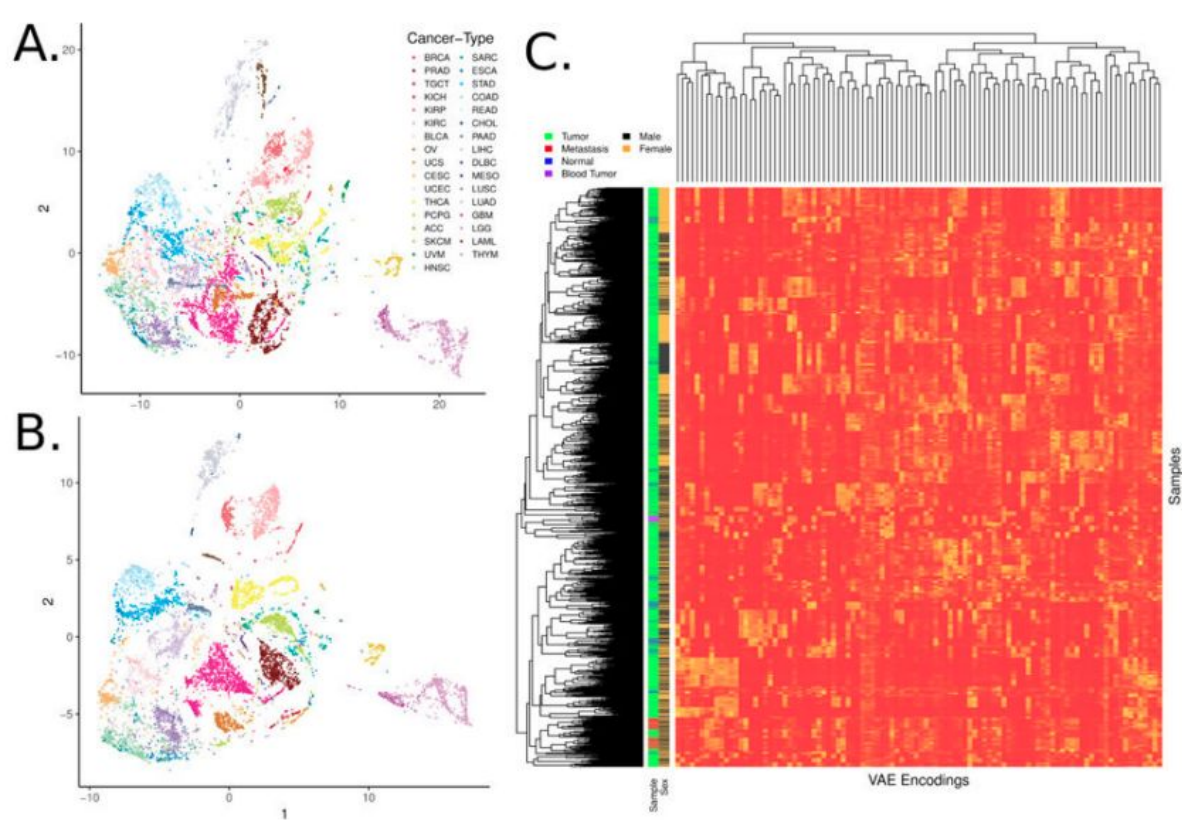 A.
Cancer-Type
BRCA SARC
PRAD ESCA
TGCT STAD
KICH COAD
KIRP READ
KIRC CHOL
BLCA PAAD
OV LIHC
UCS DLBC
CESC MESO
UCEC LUSC
THCA LUAD
PCPG GBM
ACC LGG
SKCM LAML
UVM THYM
HNSC
20
10
0
−10
2
−10 0 10 20
B.
10
5
0
−5
2
−10 0 10
1
C.
Tumor Male
Metastasis Female
Normal
Blood Tumor
Samples
Sample
Sex
VAE Encodings